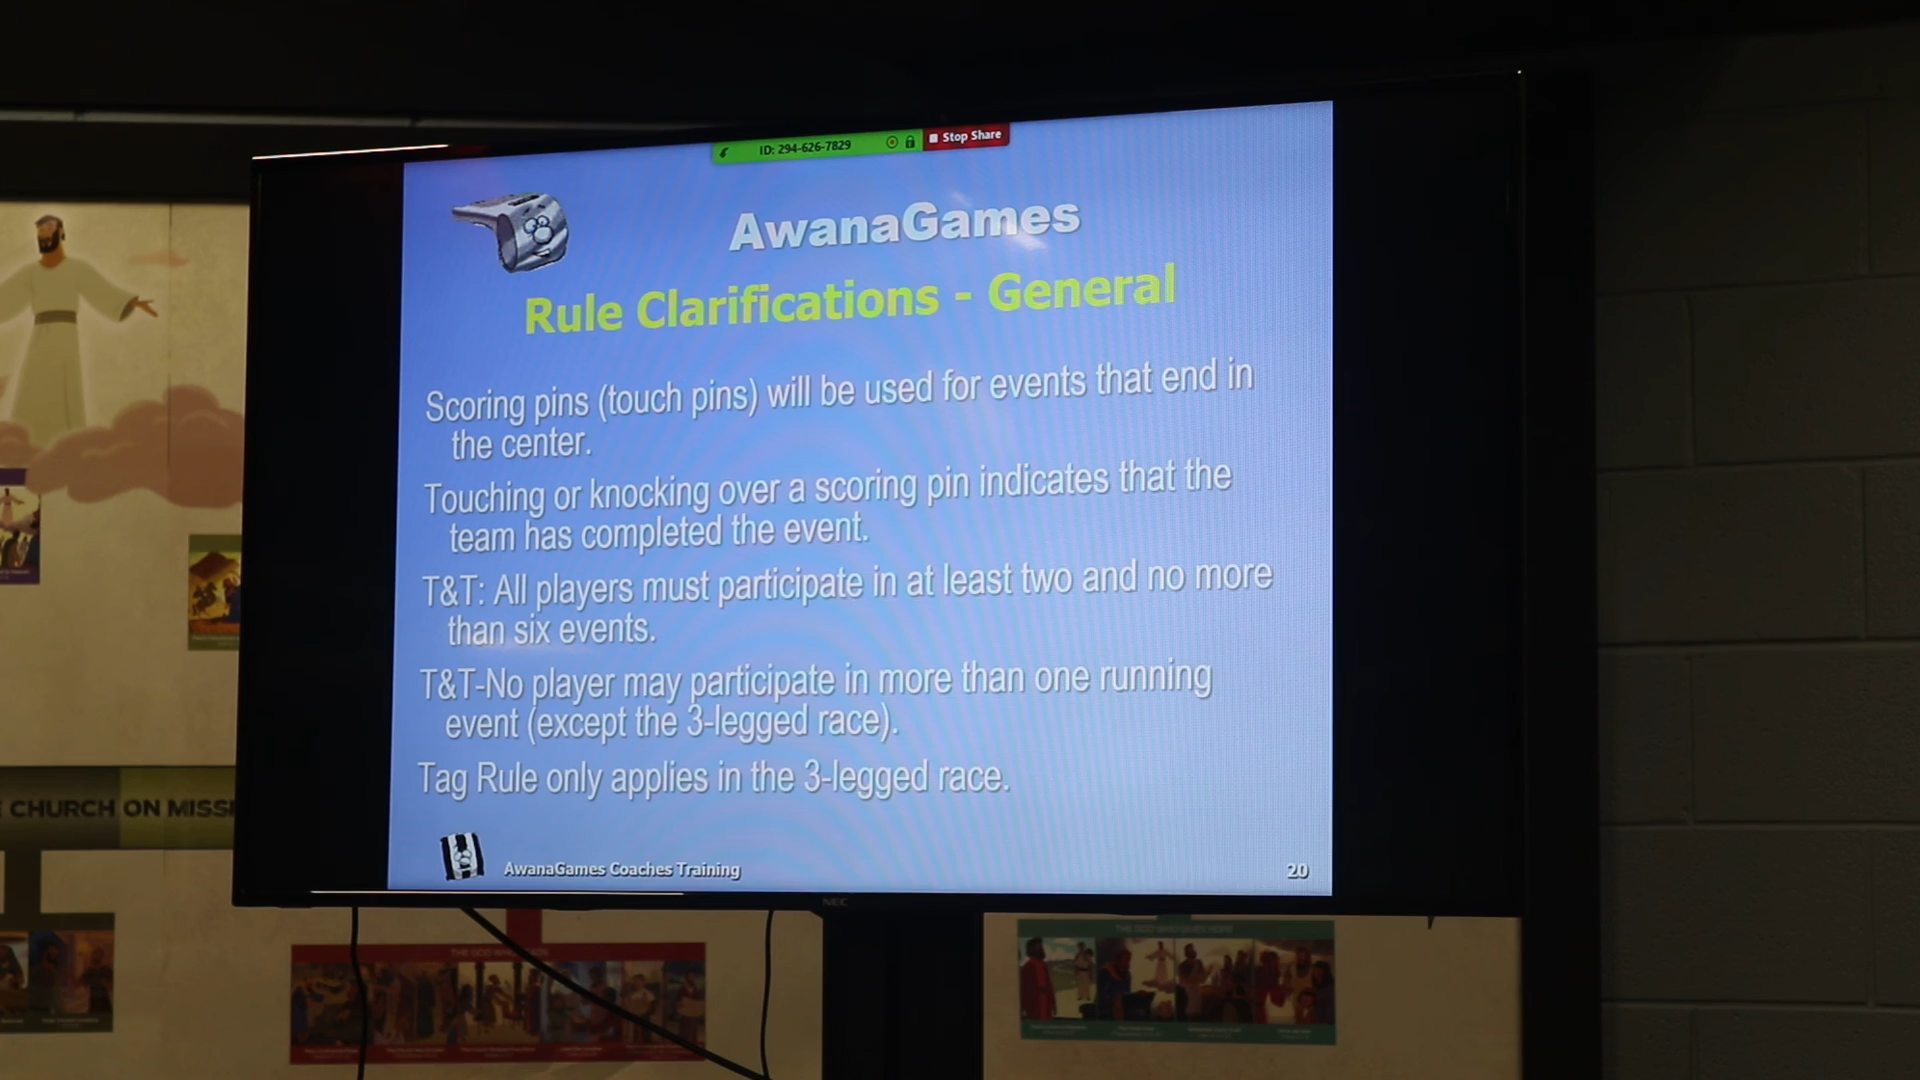 ID: 294-626-7829
Stop Share
AwanaGames
Rule Clarifications - General
Scoring pins (touch pins) will be used for events that end in
the center.
Touching or knocking over a scoring pin indicates that the
team has completed the event.
T&T: All players must participate in at least two and no more
than six events.
T&T-No player may participate in more than one running
event (except the 3-legged race).
Tag Rule only applies in the 3-legged race.
AwanaGames Coaches Training
20
NEC
CHURCH ON